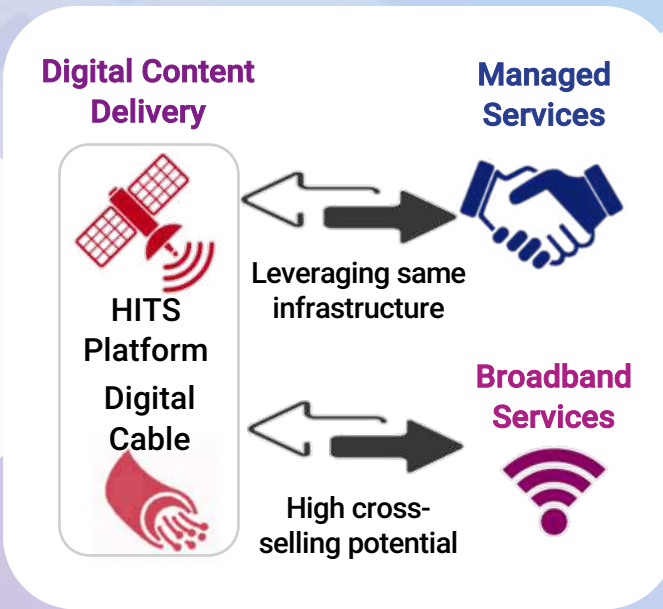 Digital Content
Delivery
Managed
Services
HITS
Platform
Leveraging same
infrastructure
Digital
Cable
Broadband
Services
High cross-
selling potential